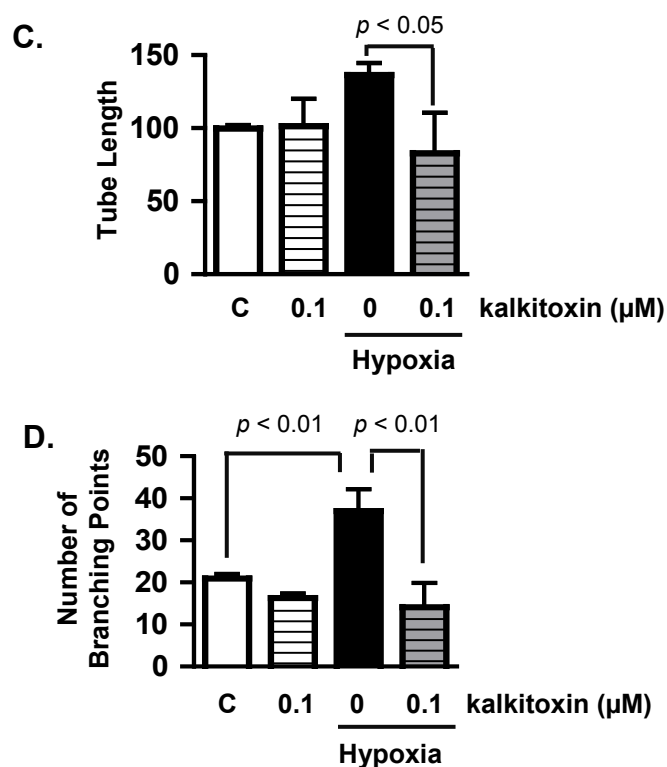 C.
p < 0.05
Tube Length
150
100
50
0
C 0.1 0 0.1 kalkitoxin (µM)
Hypoxia
D.
p < 0.01 p < 0.01
Number of
Branching Points
50
40
30
20
10
0
C 0.1 0 0.1 kalkitoxin (µM)
Hypoxia